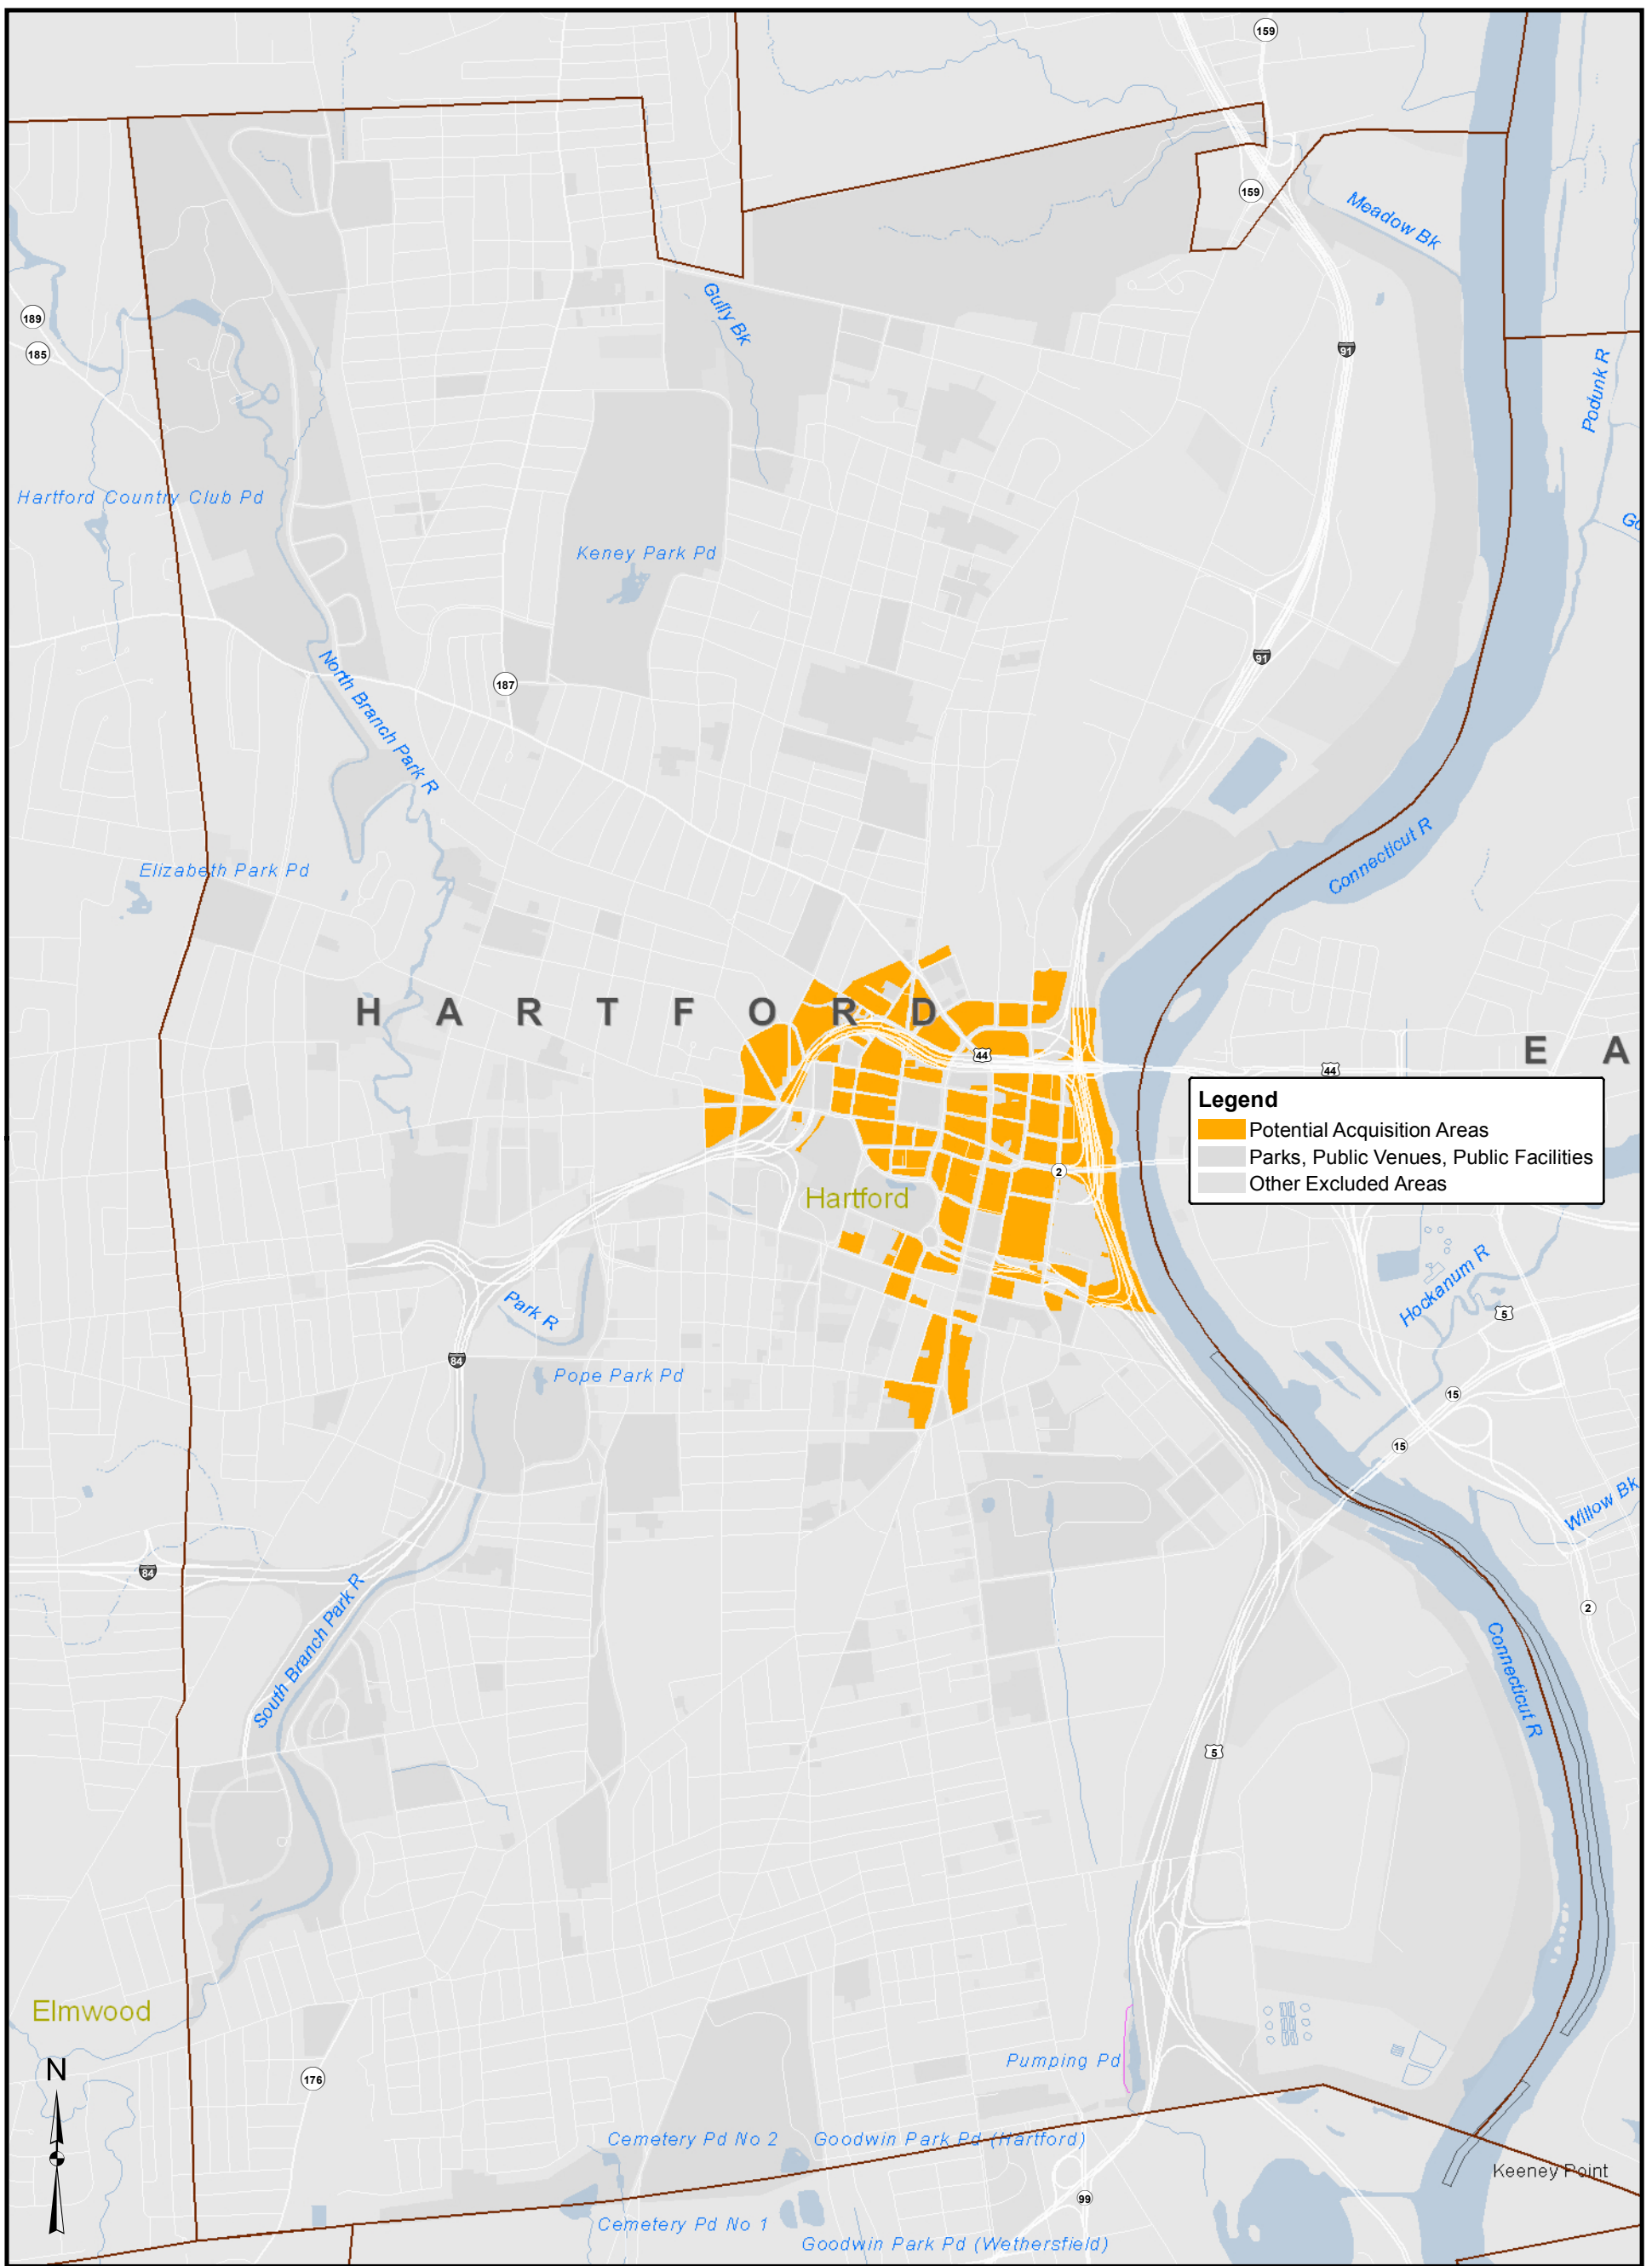 159
159
Meadow Bk
Gully Bk
189
185
91
Podunk R
Hartford Country Club Pd
Keney Park Pd
91
North Branch Park R
187
Connecticut R
Elizabeth Park Pd
HARTFORD
44
44
E A
Legend
Potential Acquisition Areas
Parks, Public Venues, Public Facilities
Other Excluded Areas
2
Hartford
Hockanum R
5
Park R
84
Pope Park Pd
15
15
Willow Bk
84
2
South Branch Park R
Connecticut R
5
Elmwood
N
176
Pumping Pd
Cemetery Pd No 2
Goodwin Park Pd (Hartford)
Keeney Point
99
Cemetery Pd No 1
Goodwin Park Pd (Wethersfield)